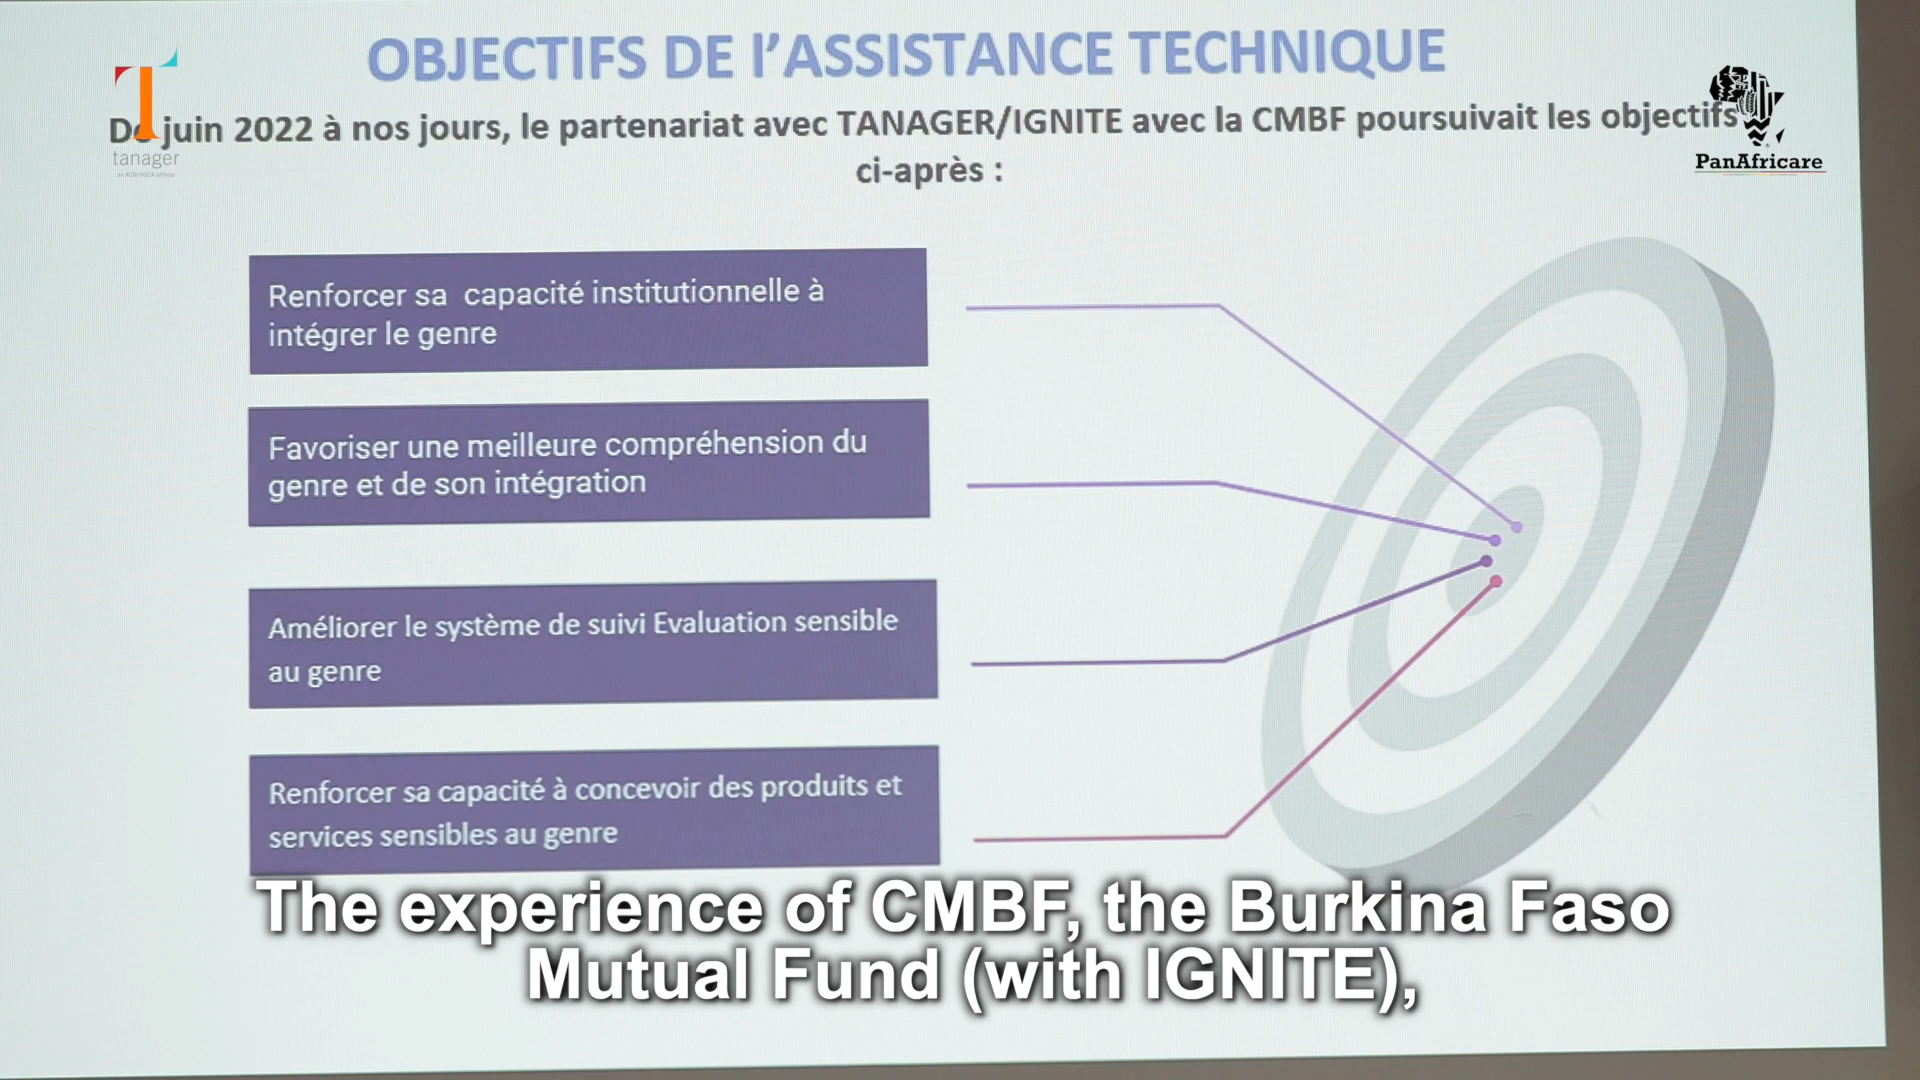 OBJECTIFS DE l'ASSISTANCE TECHNIQUE
De juin 2022 à nos jours, le partenariat avec TANAGER/IGNITE avec la CMBF poursuivait les objectifs
ci-après :
tanager
PanAfricare
Renforcer sa capacité institutionnelle à
intégrer le genre
Favoriser une meilleure compréhension du
genre et de son intégration
Améliorer le système de suivi Evaluation sensible
au genre
Renforcer sa capacité à concevoir des produits et
services sensibles au genre
The experience of CMBF, the Burkina Faso
Mutual Fund (with IGNITE),